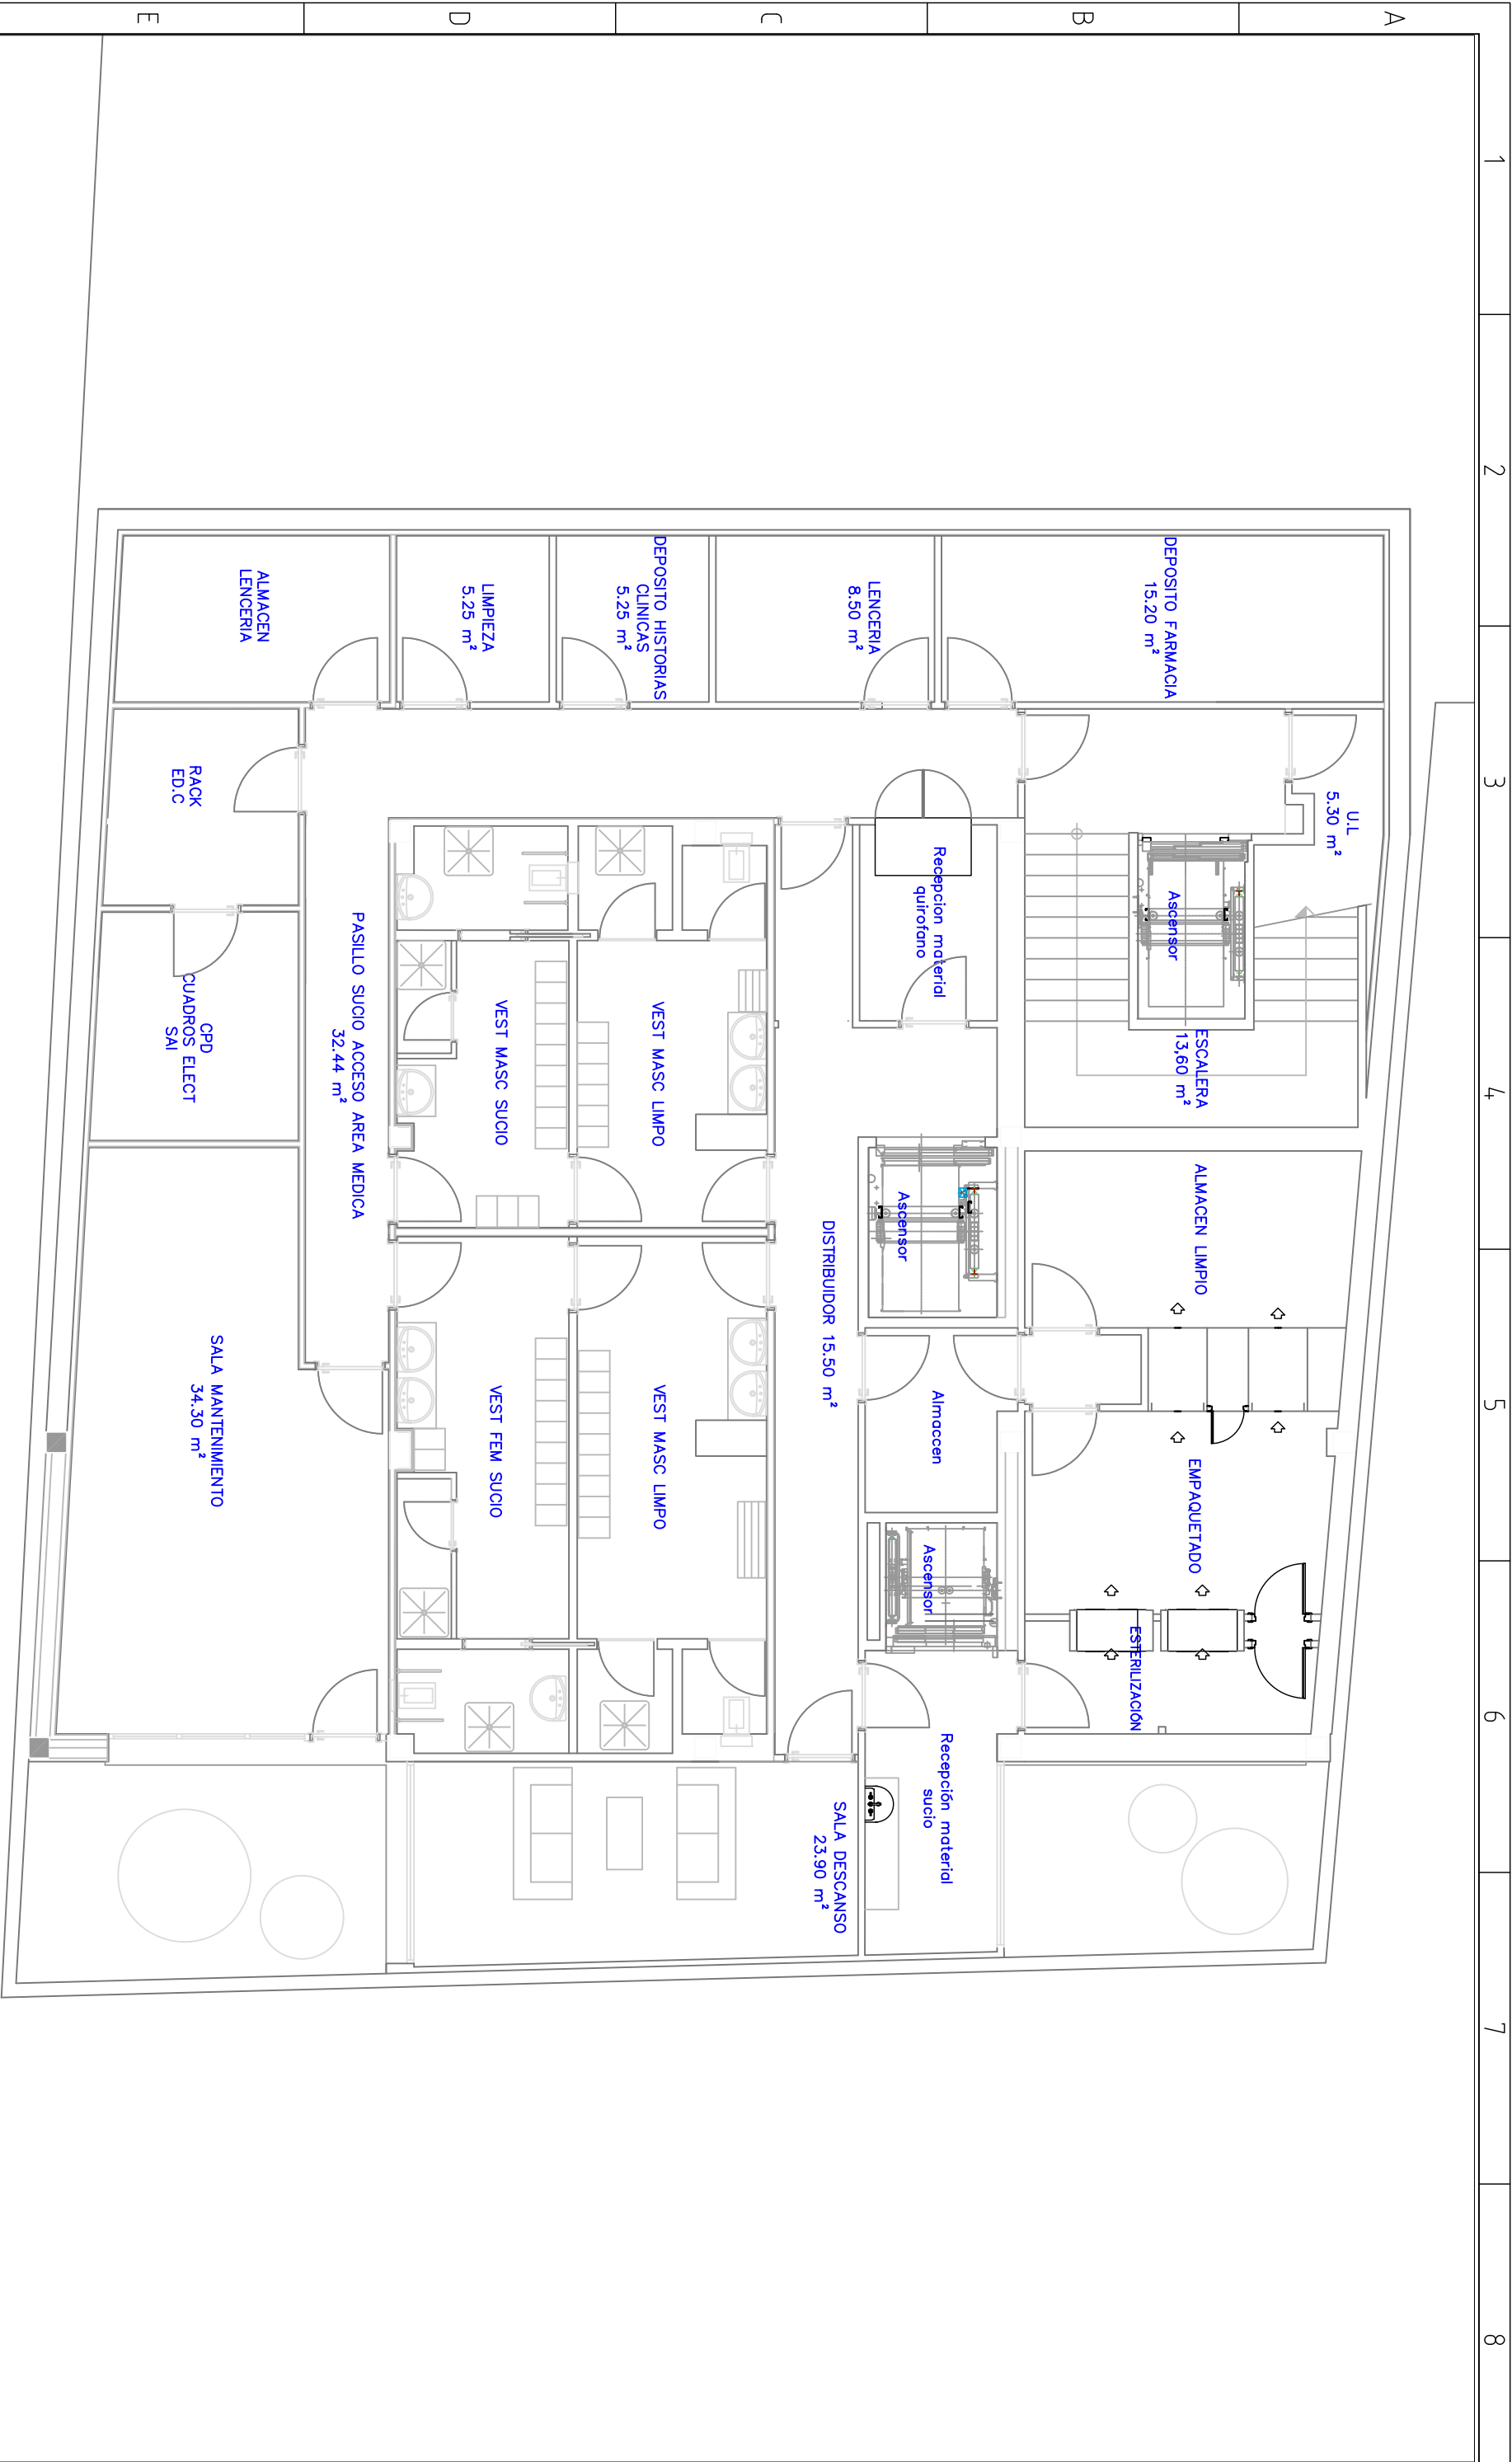 1
2
3
4
5
6
7
8
A
B
C
D
E
DEPOSITO FARMACIA
15.20 m²
LENCERIA
8.50 m²
DEPOSITO HISTORIAS
CLINICAS
5.25 m²
LIMPIEZA
5.25 m²
ALMACEN
LENCERIA
U.L
5.30 m²
Ascensor
ESCALERA
13,60 m²
Recepcion material
quirofano
RACK
ED.C
CPD
CUADROS ELECT
SAI
PASILLO SUCIO ACCESO AREA MEDICA
32.44 m²
VEST MASC SUCIO
VEST MASC LIMPO
ALMACEN LIMPIO
Ascensor
DISTRIBUIDOR 15.50 m²
Almaccen
EMPAQUETADO
VEST MASC LIMPO
VEST FEM SUCIO
SALA MANTENIMIENTO
34.30 m²
Ascensor
ESTERILIZACIÓN
Recepción material
sucio
SALA DESCANSO
23.90 m²